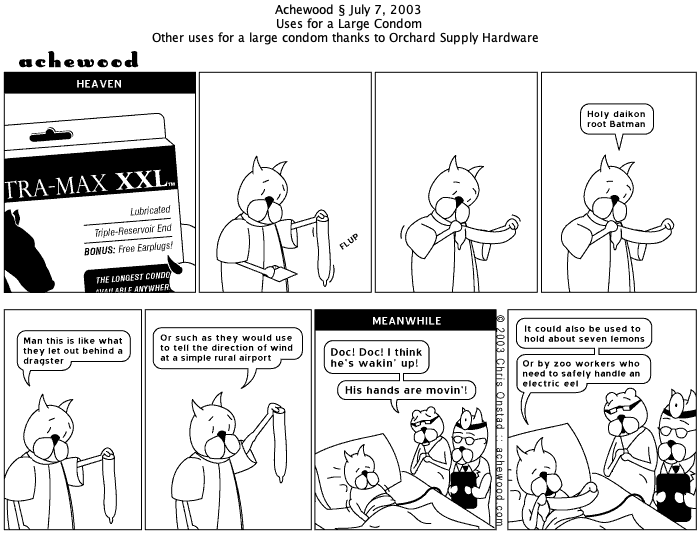 Achewood § July 7, 2003
Uses for a Large Condom
Other uses for a large condom thanks to Orchard Supply Hardware
achewood
HEAVEN
TRA-MAX XXL™
Lubricated
Triple-Reservoir End
BONUS: Free Earplugs!
THE LONGEST CONDO
AVAILABLE ANYWHER
FLUP
Holy daikon
root Batman
Man this is like what
they let out behind a
dragster
Or such as they would use
to tell the direction of wind
at a simple rural airport
MEANWHILE
Doc! Doc! I think
he's wakin' up!
His hands are movin'!
© 2003 Chris Onstad :: achewood.com
It could also be used to
hold about seven lemons
Or by zoo workers who
need to safely handle an
electric eel